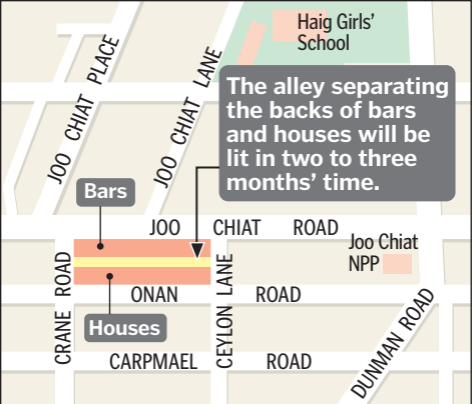 Haig Girls'
School
JOO CHIAT PLACE
JOO CHIAT LANE
The alley separating
the backs of bars
and houses will be
lit in two to three
months' time.
Bars
JOO CHIAT ROAD
Joo Chiat
NPP
CRANE ROAD
CEYLON LANE
ONAN ROAD
Houses
DUNMAN ROAD
CARPMAEL ROAD